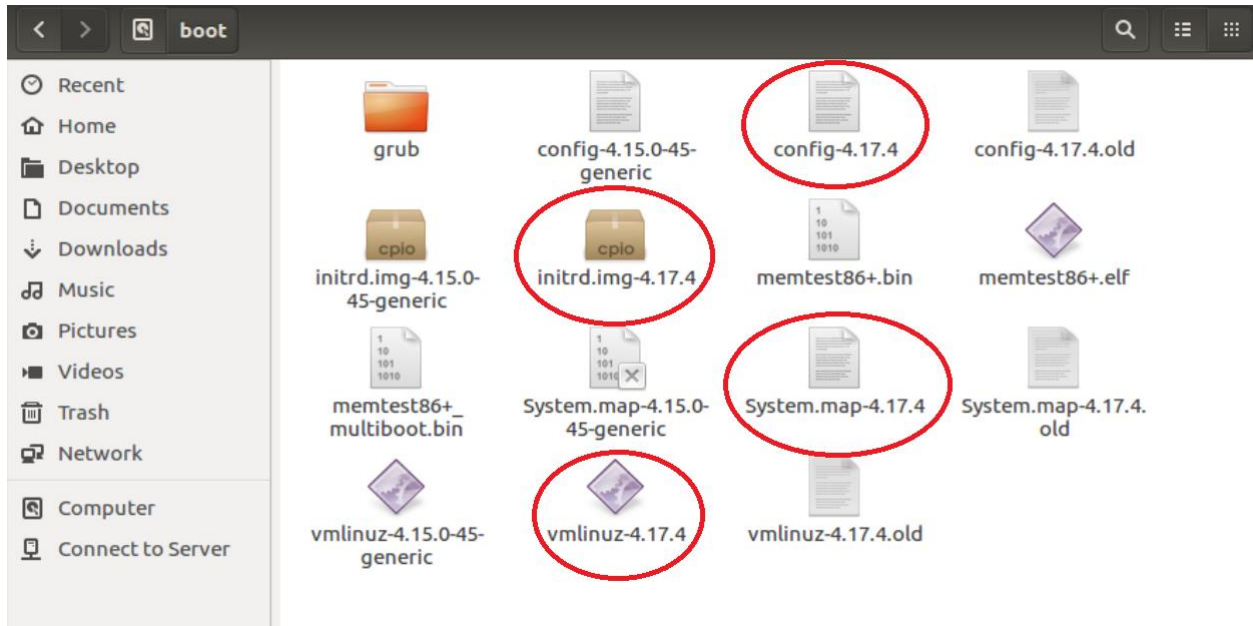 boot
Recent
Home
Desktop
Documents
Downloads
Music
Pictures
Videos
Trash
Network
Computer
Connect to Server
grub
config-4.15.0-45-
generic
config-4.17.4
config-4.17.4.old
initrd.img-4.15.0-
45-generic
initrd.img-4.17.4
1
10
101
1010
memtest86+.bin
memtest86+.elf
1
10
101
1010
memtest86+_
multiboot.bin
1
10
101
1010
System.map-4.15.0-
45-generic
System.map-4.17.4
System.map-4.17.4.
old
vmlinuz-4.15.0-45-
generic
vmlinuz-4.17.4
vmlinuz-4.17.4.old
cpio
cpio